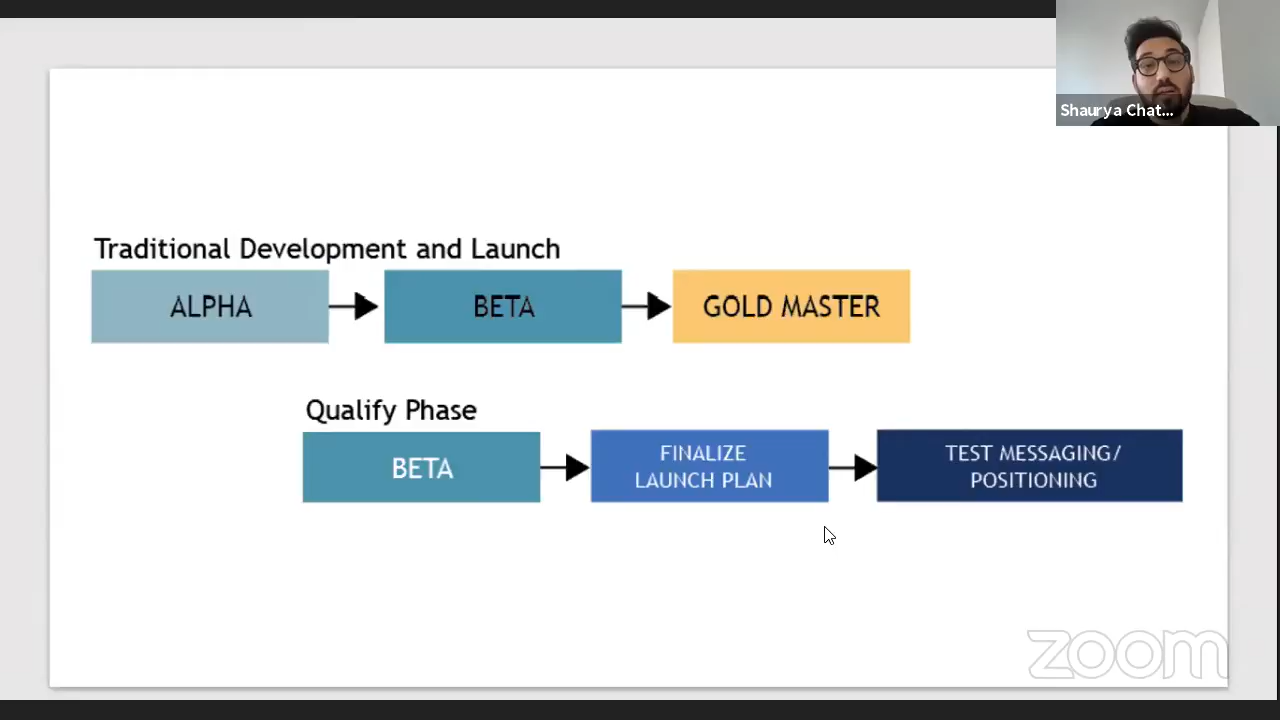 Shaurya Chat...
Traditional Development and Launch
ALPHA
BETA
GOLD MASTER
Qualify Phase
BETA
FINALIZE
LAUNCH PLAN
TEST MESSAGING/
POSITIONING
zoom